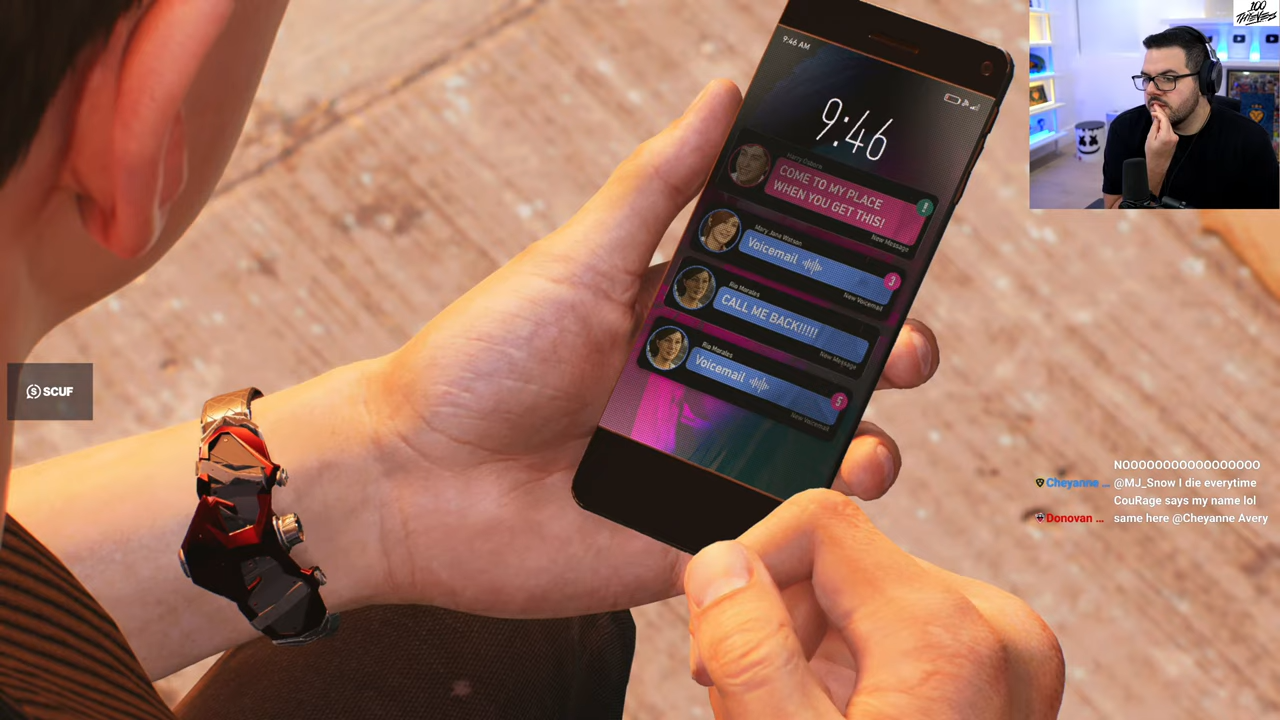 9:46 AM
9:46
Harry Osborn
COME TO MY PLACE
WHEN YOU GET THIS!
!
New Message
Mary Jane Watson
Voicemail
3
New Voicemail
Rio Morales
CALL ME BACK!!!!!
New Message
Rio Morales
Voicemail
5
New Voicemail
100
THIEVES
S SCUF
NOOOOOOOOOOOOOOOOO
Cheyanne ... @MJ_Snow I die everytime
CouRage says my name lol
Donovan ... same here @Cheyanne Avery